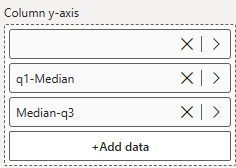 Column y-axis
q1-Median
Median-q3
+Add data